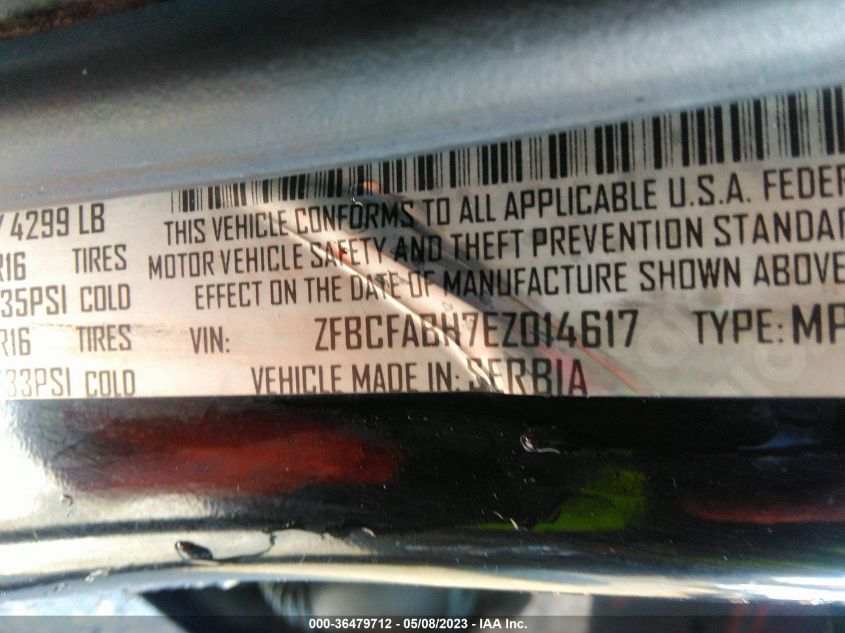 / 4299 LB
R16 TIRES
35PSI COLD
R16 TIRES
33PSI COLD
THIS VEHICLE CONFORMS TO ALL APPLICABLE U.S.A. FEDER
MOTOR VEHICLE SAFETY AND THEFT PREVENTION STANDAR
EFFECT ON THE DATE OF MANUFACTURE SHOWN ABOVE
VIN: ZFBCFABH7EZ014617 TYPE: MP
VEHICLE MADE IN: SERBIA
000-36479712 - 05/08/2023 - IAA Inc.